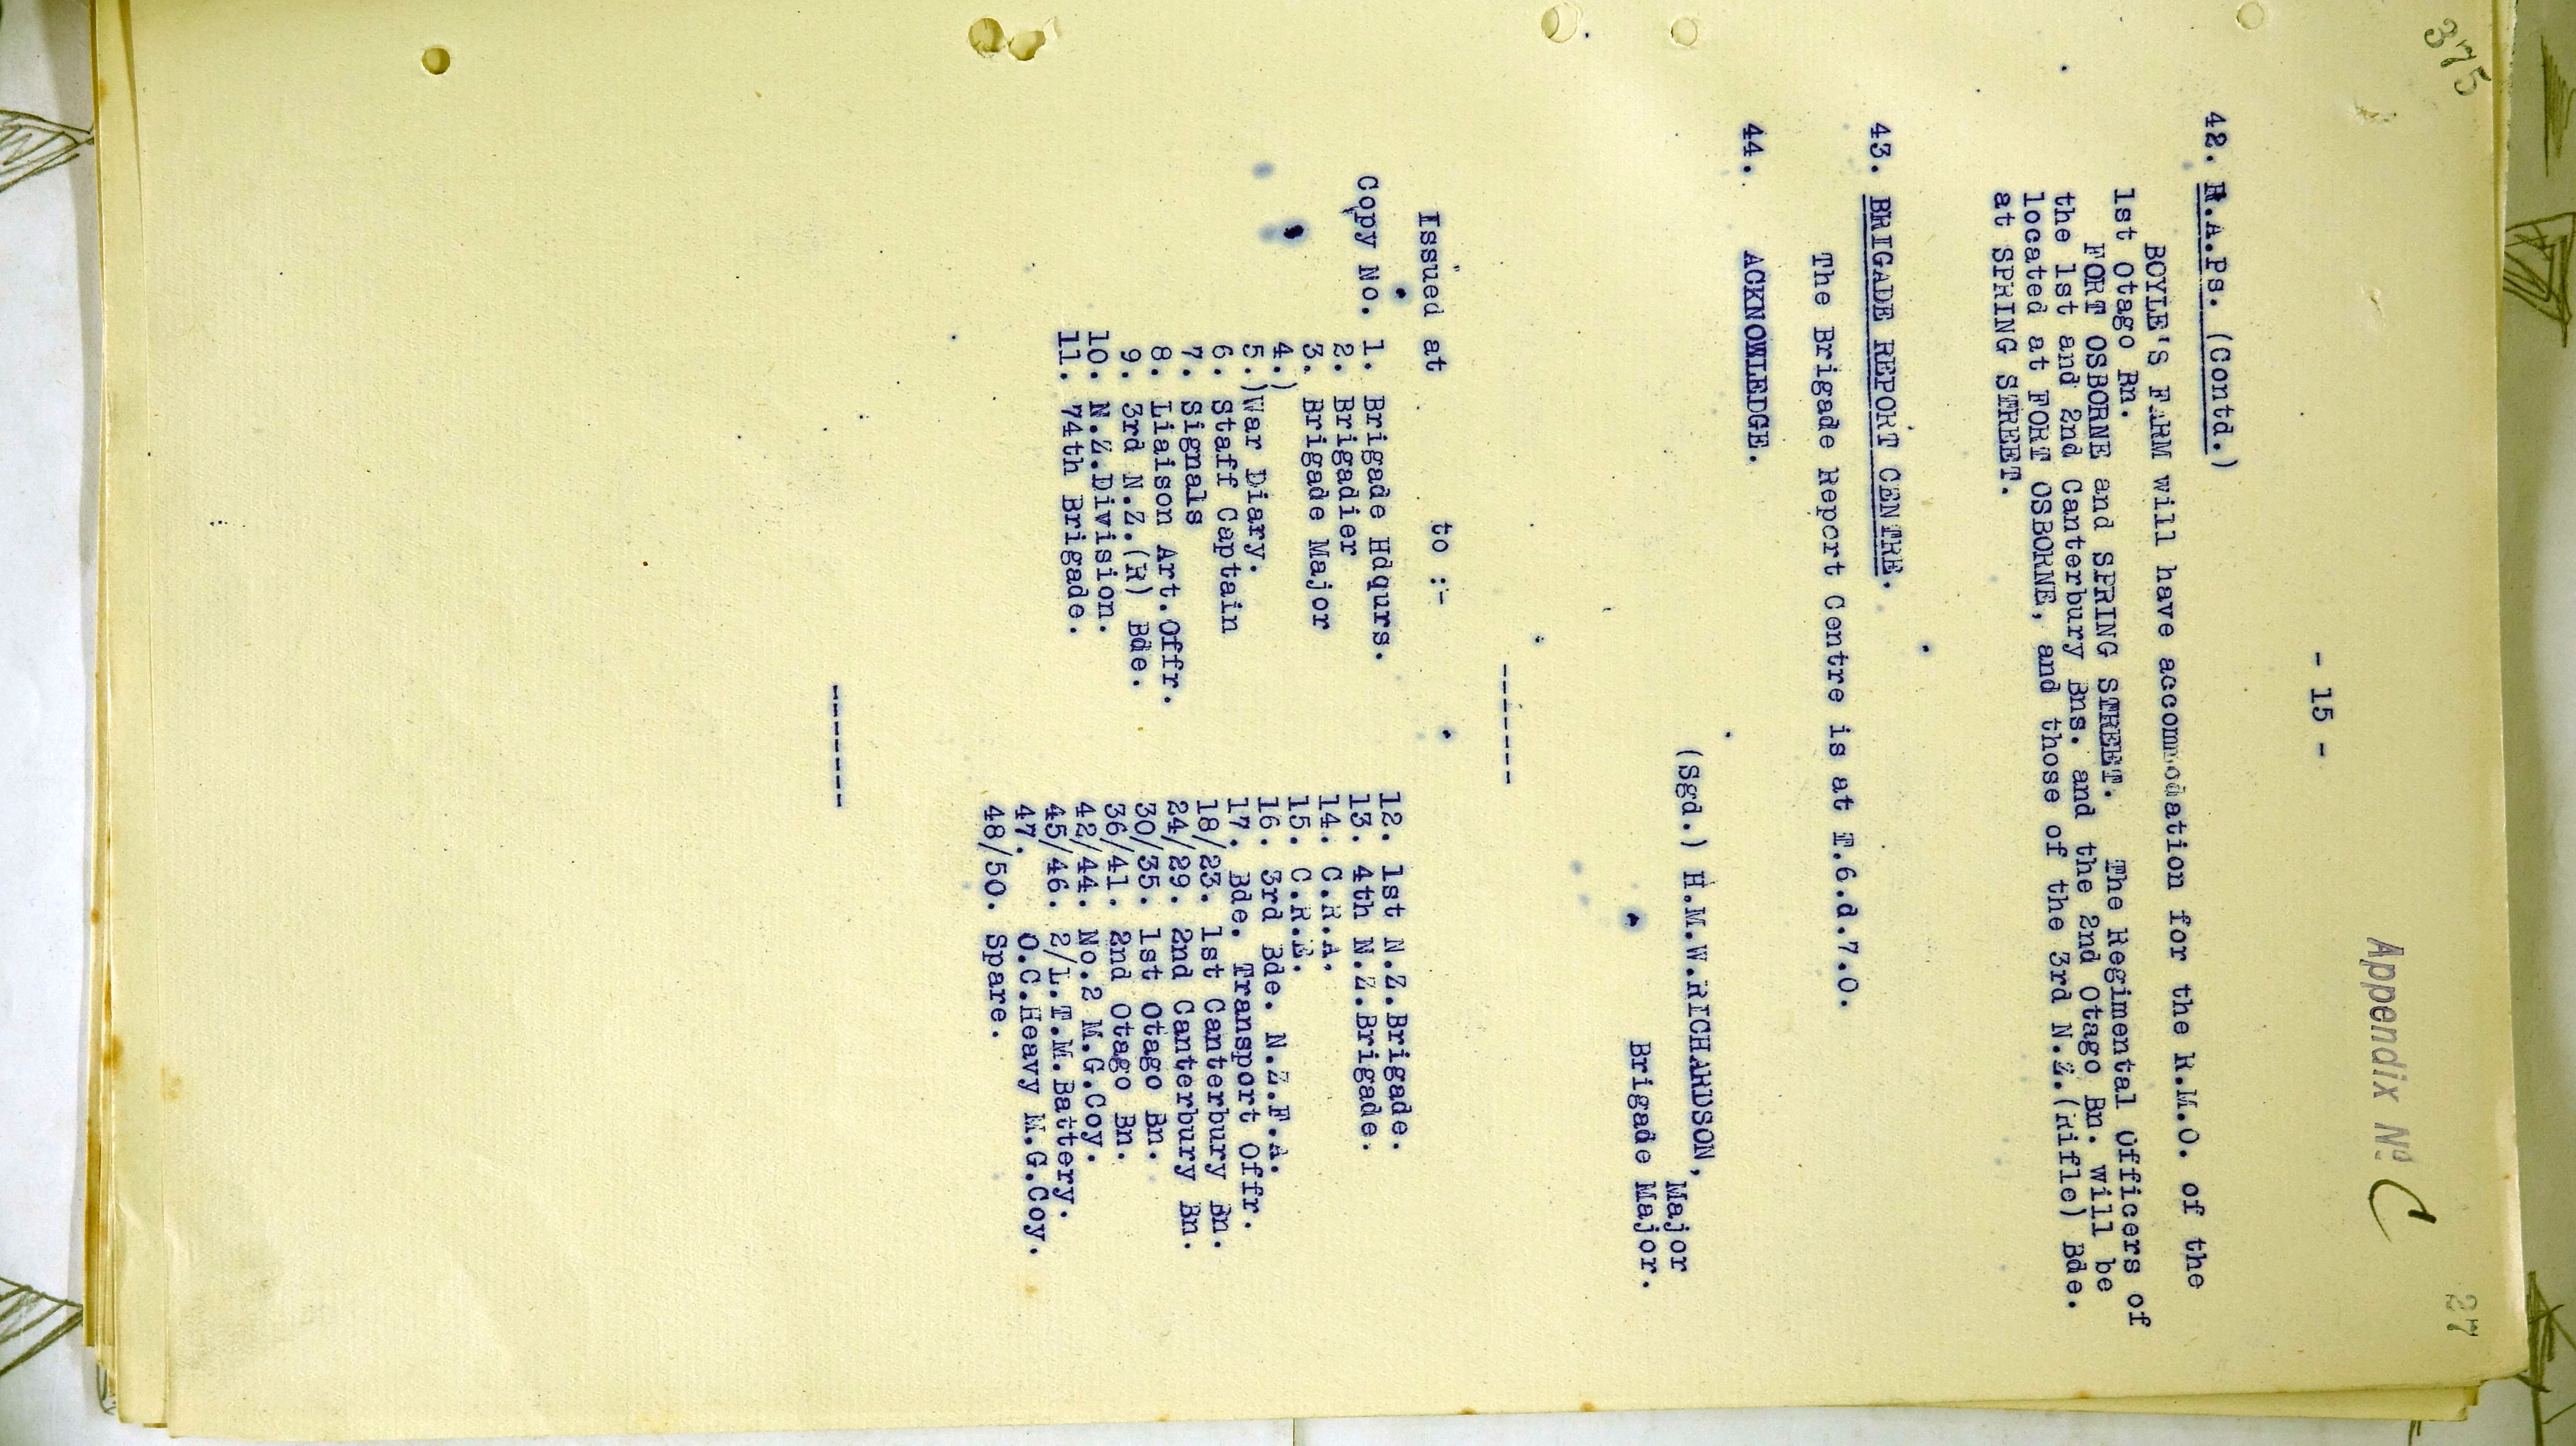 375
Appendix No C
27
- 15 -
42. R.A.Ps. (Contd.)
BOYLE'S FARM will have accommodation for the R.M.O. of the
1st Otago Bn.
FORT OSBORNE and SPRING STREET. The Regimental Officers of
the 1st and 2nd Canterbury Bns. and the 2nd Otago Bn. will be
located at FORT OSBORNE, and those of the 3rd N.Z.(Rifle) Bde.
at SPRING STREET.
43. BRIGADE REPORT CENTRE.
The Brigade Report Centre is at T.6.d.7.0.
44. ACKNOWLEDGE.
(Sgd.) H.M.W.RICHARDSON, Major
Brigade Major.
-------
Issued at to :-
Copy No. 1. Brigade Hdqurs.
2. Brigadier
3. Brigade Major
4.)
5.)War Diary.
6. Staff Captain
7. Signals
8. Liaison Art.Offr.
9. 3rd N.Z.(R) Bde.
10. N.Z.Division.
11. 74th Brigade.
12. 1st N.Z.Brigade.
13. 4th N.Z.Brigade.
14. C.R.A.
15. C.R.E.
16. 3rd Bde. N.Z.F.A.
17. Bde. Transport Offr.
18/23. 1st Canterbury Bn.
24/29. 2nd Canterbury Bn.
30/35. 1st Otago Bn.
36/41. 2nd Otago Bn.
42/44. No.2 M.G.Coy.
45/46. 2/L.T.M.Battery.
47. O.C.Heavy M.G.Coy.
48/50. Spare.
-------